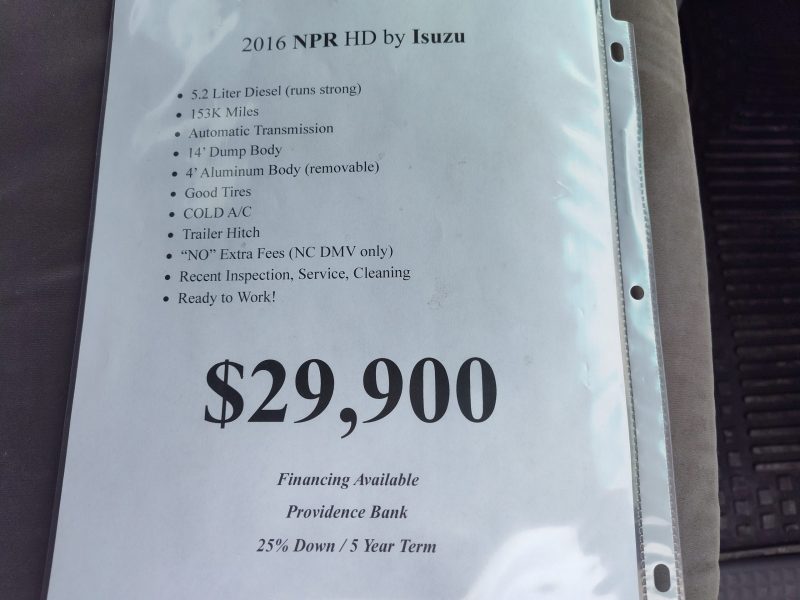 2016 NPR HD by Isuzu
• 5.2 Liter Diesel (runs strong)
• 153K Miles
• Automatic Transmission
• 14' Dump Body
• 4' Aluminum Body (removable)
• Good Tires
• COLD A/C
• Trailer Hitch
• “NO” Extra Fees (NC DMV only)
• Recent Inspection, Service, Cleaning
• Ready to Work!
$29,900
Financing Available
Providence Bank
25% Down / 5 Year Term